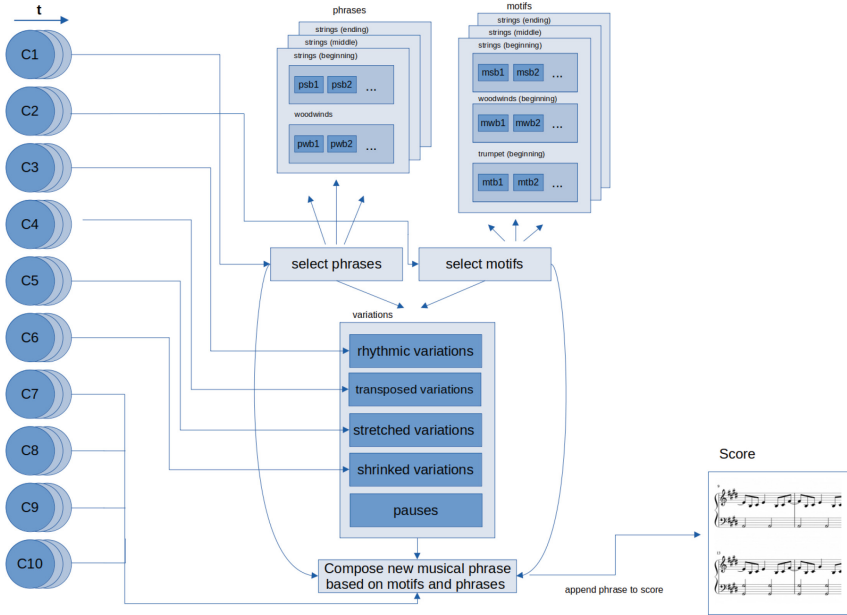 t
C1
C2
C3
C4
C5
C6
C7
C8
C9
C10
phrases
strings (ending)
strings (middle)
strings (beginning)
psb1 psb2 ...
woodwinds
pwb1 pwb2 ...
motifs
strings (ending)
strings (middle)
strings (beginning)
msb1 msb2 ...
woodwinds (beginning)
mwb1 mwb2 ...
trumpet (beginning)
mtb1 mtb2 ...
select phrases
select motifs
variations
rhythmic variations
transposed variations
stretched variations
shrinked variations
pauses
Compose new musical phrase
based on motifs and phrases
append phrase to score
Score